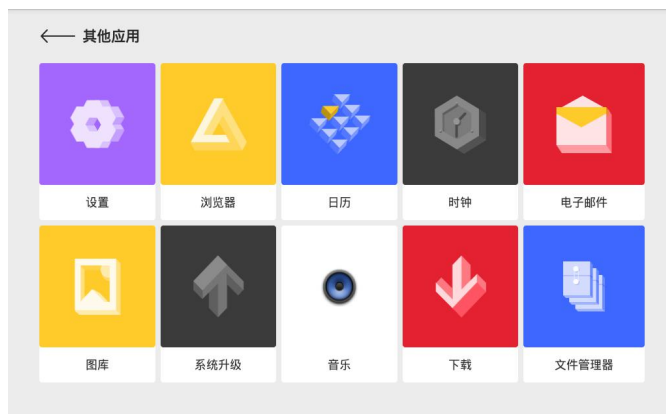 其他应用
设置 浏览器 日历 时钟 电子邮件
图库 系统升级 音乐 下载 文件管理器